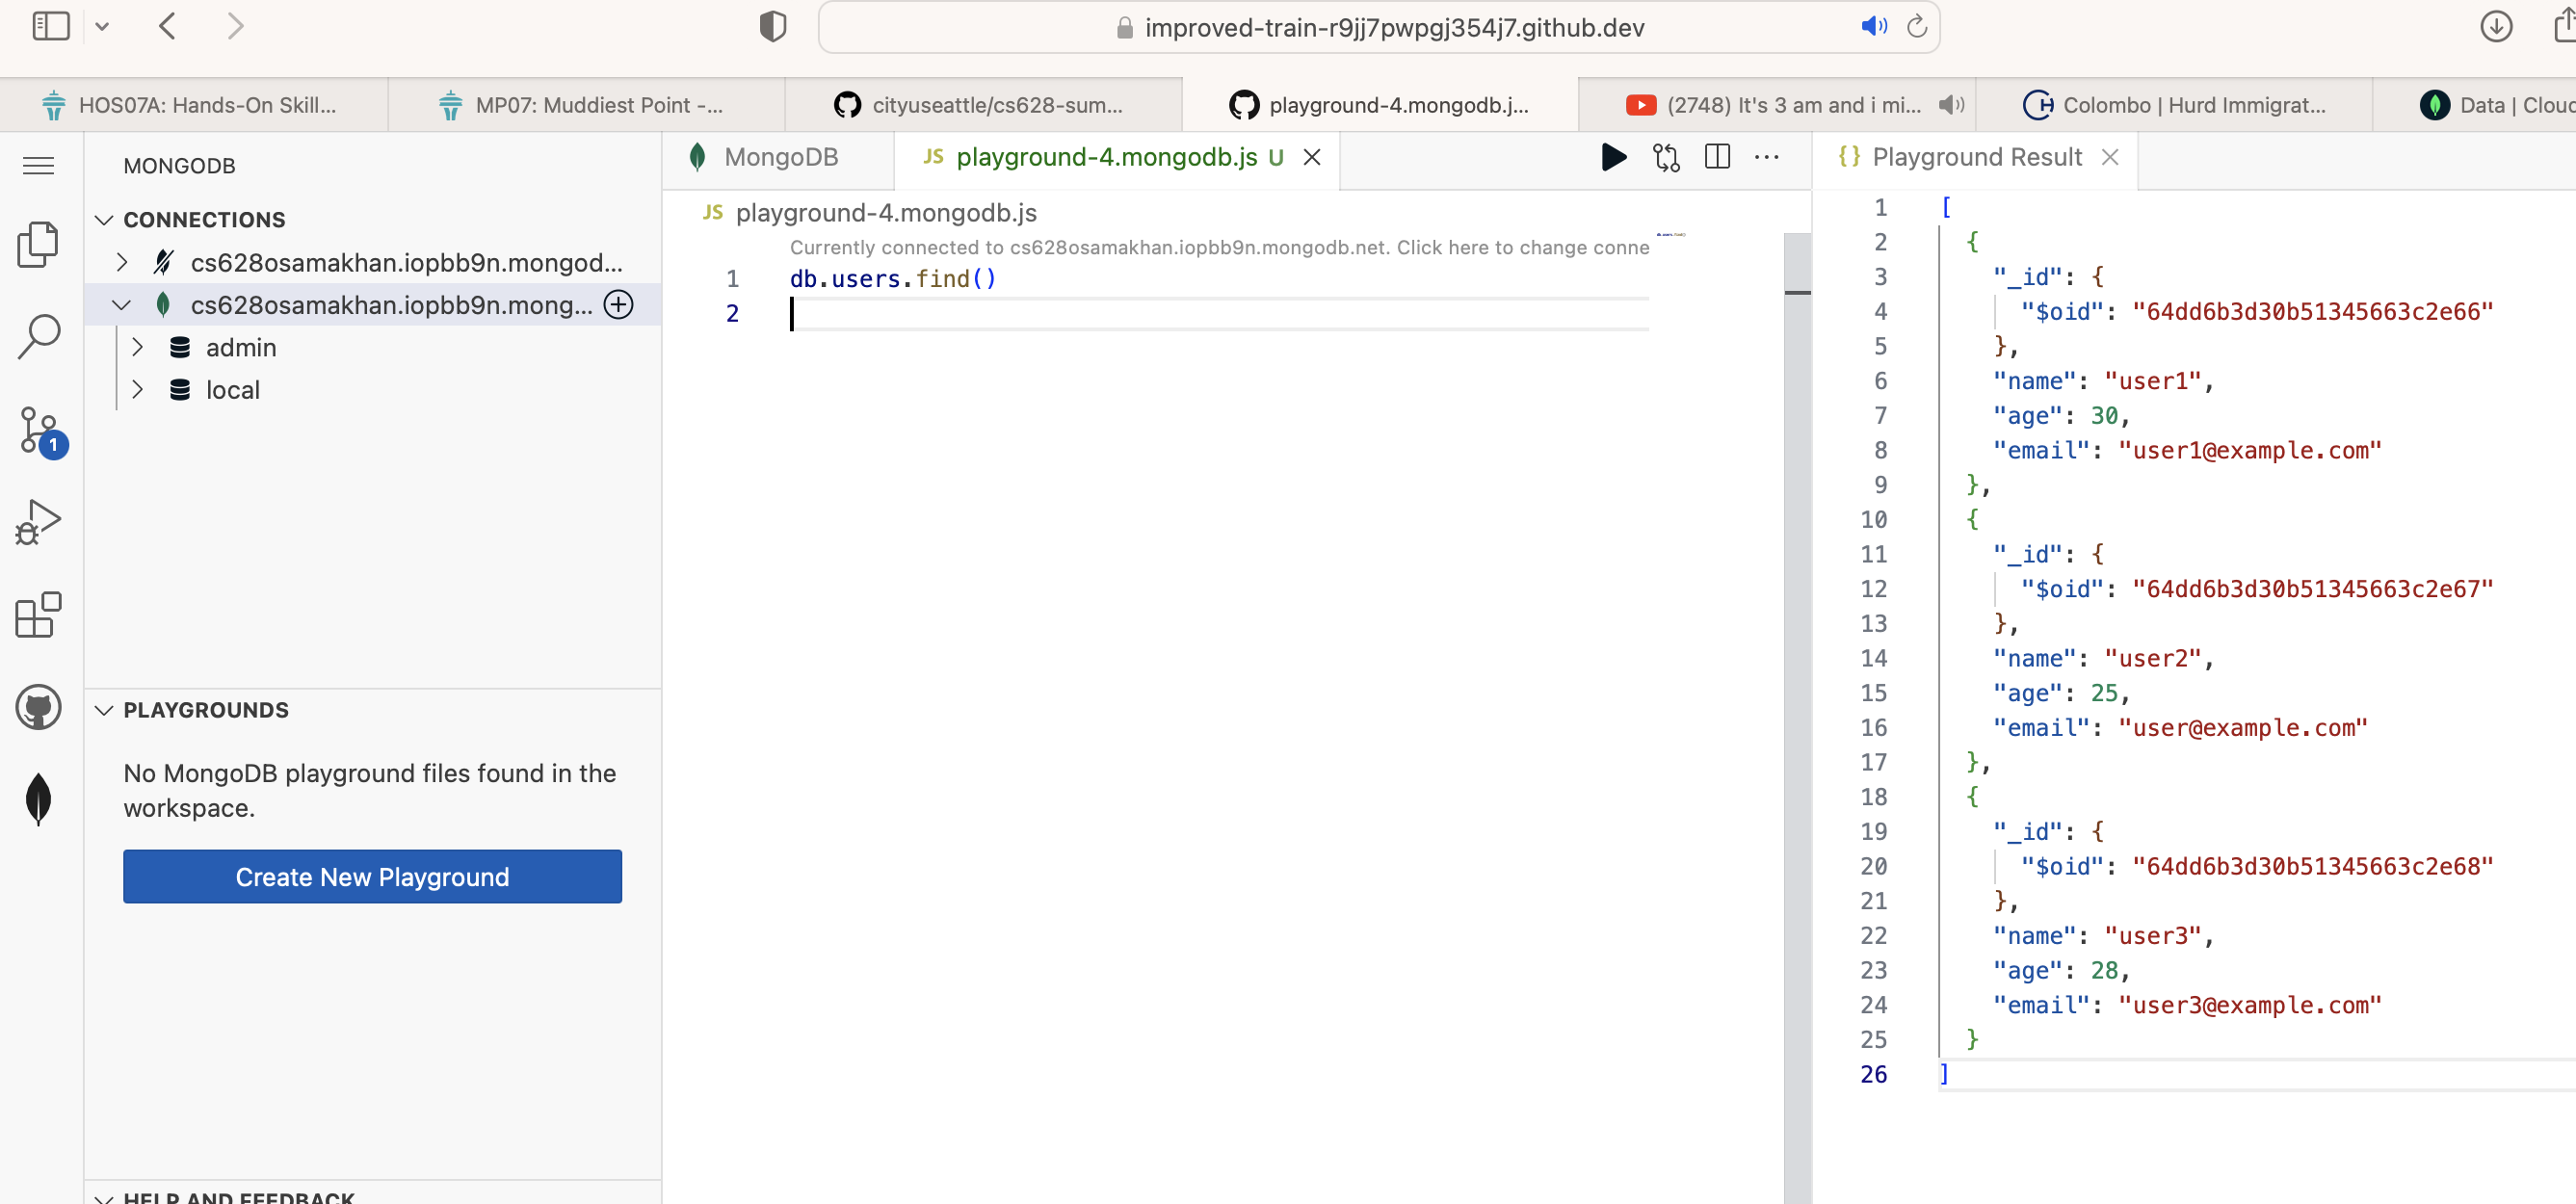 improved-train-r9jj7pwpgj354j7.github.dev
HOS07A: Hands-On Skill...
MP07: Muddiest Point -...
cityuseattle/cs628-sum...
playground-4.mongodb.j...
(2748) It's 3 am and i mi...
Colombo | Hurd Immigrat...
Data | Clou
MONGODB
CONNECTIONS
cs628osamakhan.iopbb9n.mongod...
cs628osamakhan.iopbb9n.mong...
admin
local
1
PLAYGROUNDS
No MongoDB playground files found in the
workspace.
Create New Playground
HELP AND FEEDBACK
MongoDB
JS playground-4.mongodb.js U
JS playground-4.mongodb.js
Currently connected to cs628osamakhan.iopbb9n.mongodb.net. Click here to change conne
1 db.users.find()
2
{} Playground Result
1 [
2 {
3 "_id": {
4 "$oid": "64dd6b3d30b51345663c2e66"
5 },
6 "name": "user1",
7 "age": 30,
8 "email": "user1@example.com"
9 },
10 {
11 "_id": {
12 "$oid": "64dd6b3d30b51345663c2e67"
13 },
14 "name": "user2",
15 "age": 25,
16 "email": "user@example.com"
17 },
18 {
19 "_id": {
20 "$oid": "64dd6b3d30b51345663c2e68"
21 },
22 "name": "user3",
23 "age": 28,
24 "email": "user3@example.com"
25 }
26 ]